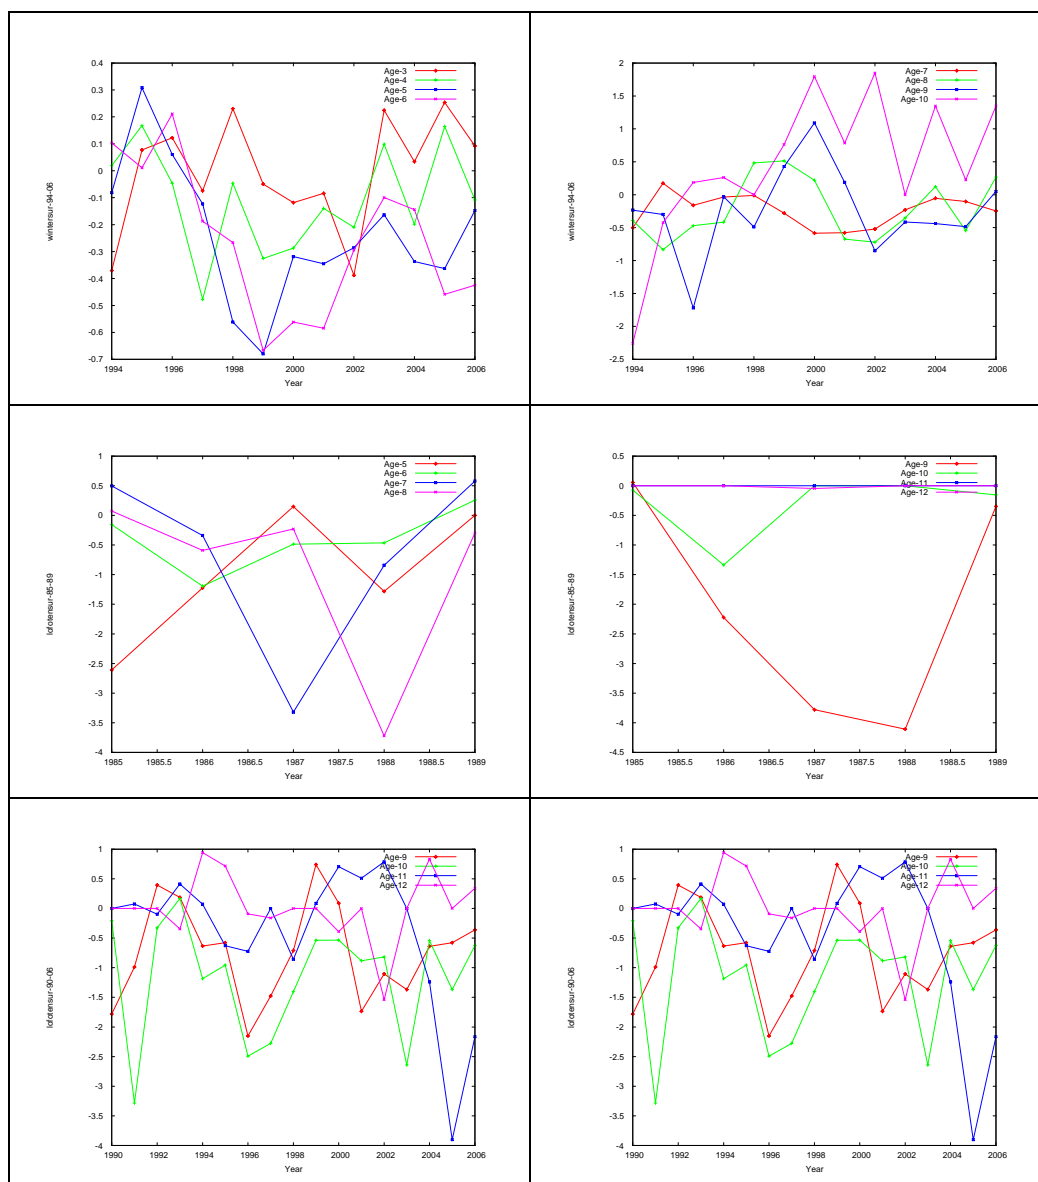 0.4
0.3
0.2
0.1
0
-0.1
-0.2
-0.3
-0.4
-0.5
-0.6
-0.7
1994 1996 1998 2000 2002 2004 2006
Year
wintersur-94-06
Age-3
Age-4
Age-5
Age-6
2
1.5
1
0.5
0
-0.5
-1
-1.5
-2
-2.5
1994 1996 1998 2000 2002 2004 2006
Year
wintersur-94-06
Age-7
Age-8
Age-9
Age-10
1
0.5
0
-0.5
-1
-1.5
-2
-2.5
-3
-3.5
-4
1985 1985.5 1986 1986.5 1987 1987.5 1988 1988.5 1989
Year
lofotensur-85-89
Age-5
Age-6
Age-7
Age-8
0.5
0
-0.5
-1
-1.5
-2
-2.5
-3
-3.5
-4
-4.5
1985 1985.5 1986 1986.5 1987 1987.5 1988 1988.5 1989
Year
lofotensur-85-89
Age-9
Age-10
Age-11
Age-12
1
0.5
0
-0.5
-1
-1.5
-2
-2.5
-3
-3.5
-4
1990 1992 1994 1996 1998 2000 2002 2004 2006
Year
lofotensur-90-06
Age-9
Age-10
Age-11
Age-12
1
0.5
0
-0.5
-1
-1.5
-2
-2.5
-3
-3.5
-4
1990 1992 1994 1996 1998 2000 2002 2004 2006
Year
lofotensur-90-06
Age-9
Age-10
Age-11
Age-12